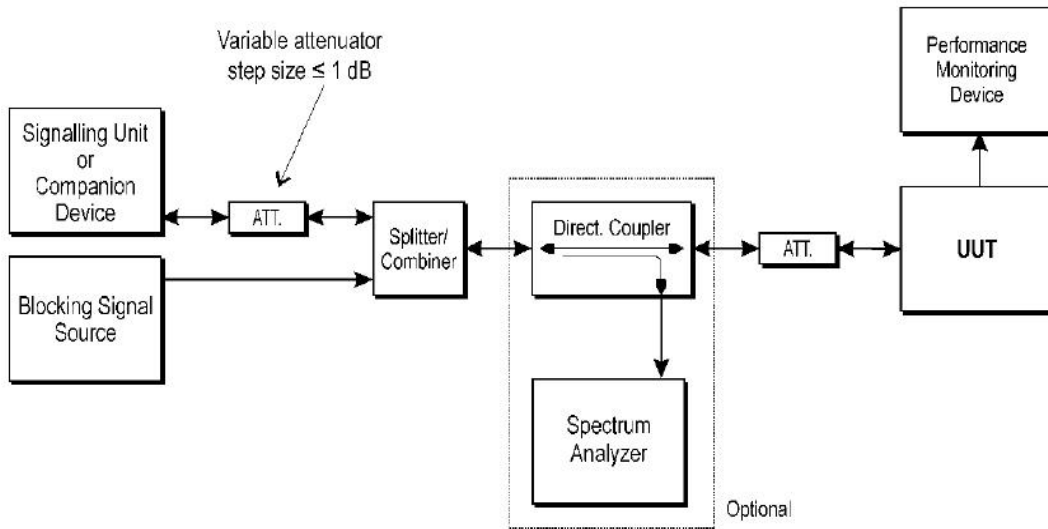 Variable attenuator
step size ≤ 1 dB
Performance
Monitoring
Device
Signalling Unit
or
Companion
Device
ATT.
Splitter/
Combiner
Direct. Coupler
ATT.
UUT
Blocking Signal
Source
Spectrum
Analyzer
Optional